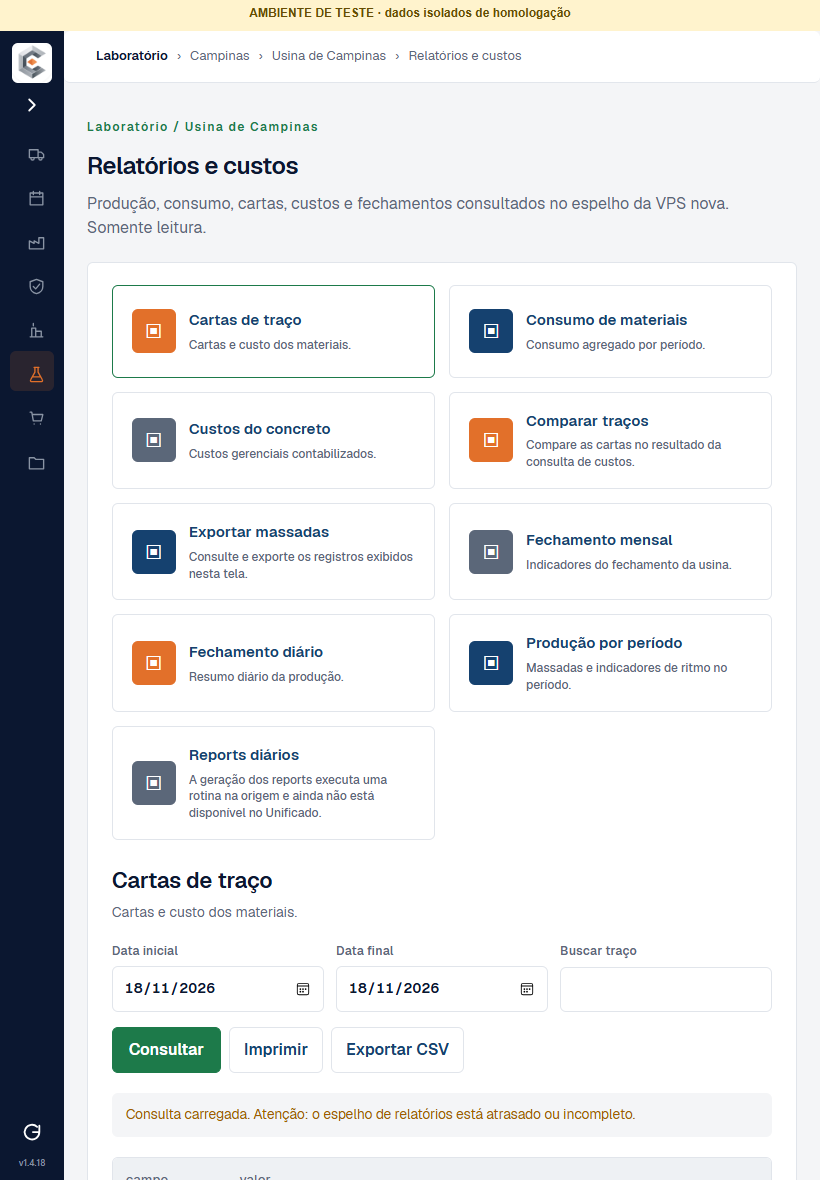 AMBIENTE DE TESTE · dados isolados de homologação
Laboratório › Campinas › Usina de Campinas › Relatórios e custos
Laboratório / Usina de Campinas
Relatórios e custos
Produção, consumo, cartas, custos e fechamentos consultados no espelho da VPS nova.
Somente leitura.
Cartas de traço
Cartas e custo dos materiais.
Consumo de materiais
Consumo agregado por período.
Custos do concreto
Custos gerenciais contabilizados.
Comparar traços
Compare as cartas no resultado da
consulta de custos.
Exportar massadas
Consulte e exporte os registros exibidos
nesta tela.
Fechamento mensal
Indicadores do fechamento da usina.
Fechamento diário
Resumo diário da produção.
Produção por período
Massadas e indicadores de ritmo no
período.
Reports diários
A geração dos reports executa uma
rotina na origem e ainda não está
disponível no Unificado.
Cartas de traço
Cartas e custo dos materiais.
Data inicial
Data final
Buscar traço
18/11/2026
18/11/2026
Consultar
Imprimir
Exportar CSV
Consulta carregada. Atenção: o espelho de relatórios está atrasado ou incompleto.
campo valor
v1.4.18